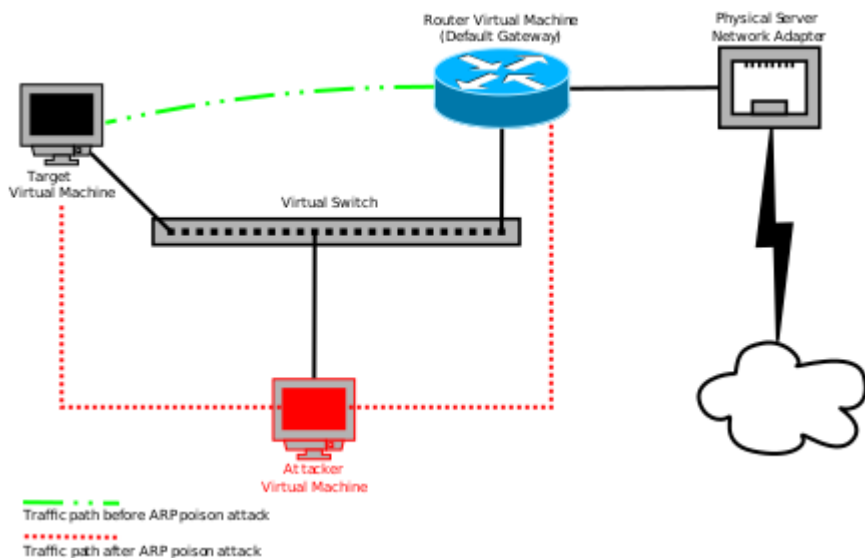 Router Virtual Machine
(Default Gateway)
Physical Server
Network Adapter
Target
Virtual Machine
Virtual Switch
Attacker
Virtual Machine
Traffic path before ARP poison attack
Traffic path after ARP poison attack